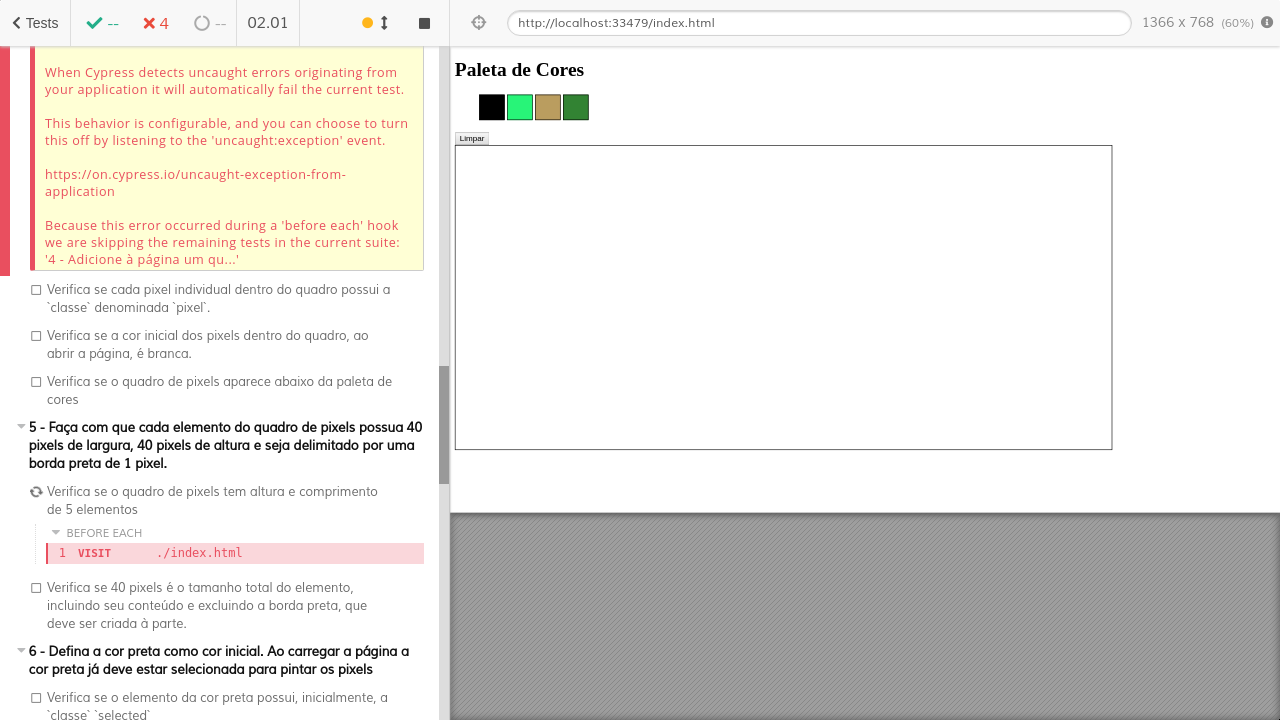 Tests
--
4
--
02.01
http://localhost:33479/index.html
1366 x 768 (60%)
When Cypress detects uncaught errors originating from
your application it will automatically fail the current test.
This behavior is configurable, and you can choose to turn
this off by listening to the 'uncaught:exception' event.
https://on.cypress.io/uncaught-exception-from-
application
Because this error occurred during a 'before each' hook
we are skipping the remaining tests in the current suite:
'4 - Adicione à página um qu...'
Verifica se cada pixel individual dentro do quadro possui a
`classe` denominada `pixel`.
Verifica se a cor inicial dos pixels dentro do quadro, ao
abrir a página, é branca.
Verifica se o quadro de pixels aparece abaixo da paleta de
cores
5 - Faça com que cada elemento do quadro de pixels possua 40
pixels de largura, 40 pixels de altura e seja delimitado por uma
borda preta de 1 pixel.
Verifica se o quadro de pixels tem altura e comprimento
de 5 elementos
BEFORE EACH
1 VISIT ./index.html
Verifica se 40 pixels é o tamanho total do elemento,
incluindo seu conteúdo e excluindo a borda preta, que
deve ser criada à parte.
6 - Defina a cor preta como cor inicial. Ao carregar a página a
cor preta já deve estar selecionada para pintar os pixels
Verifica se o elemento da cor preta possui, inicialmente, a
`classe` `selected`
Paleta de Cores
Limpar